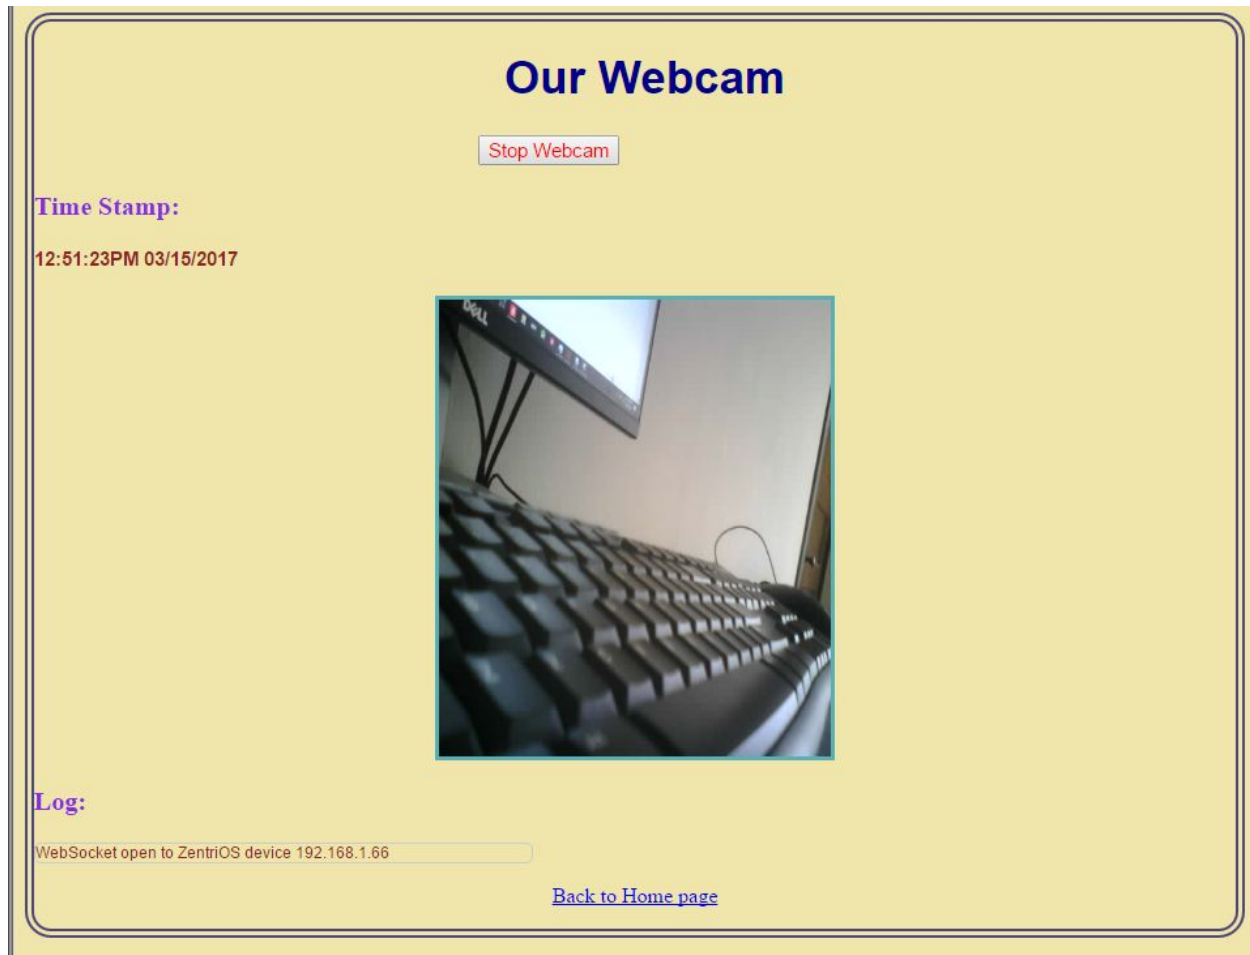 Our Webcam
Stop Webcam
Time Stamp:
12:51:23PM 03/15/2017
DELL
Log:
WebSocket open to ZentriOS device 192.168.1.66
Back to Home page